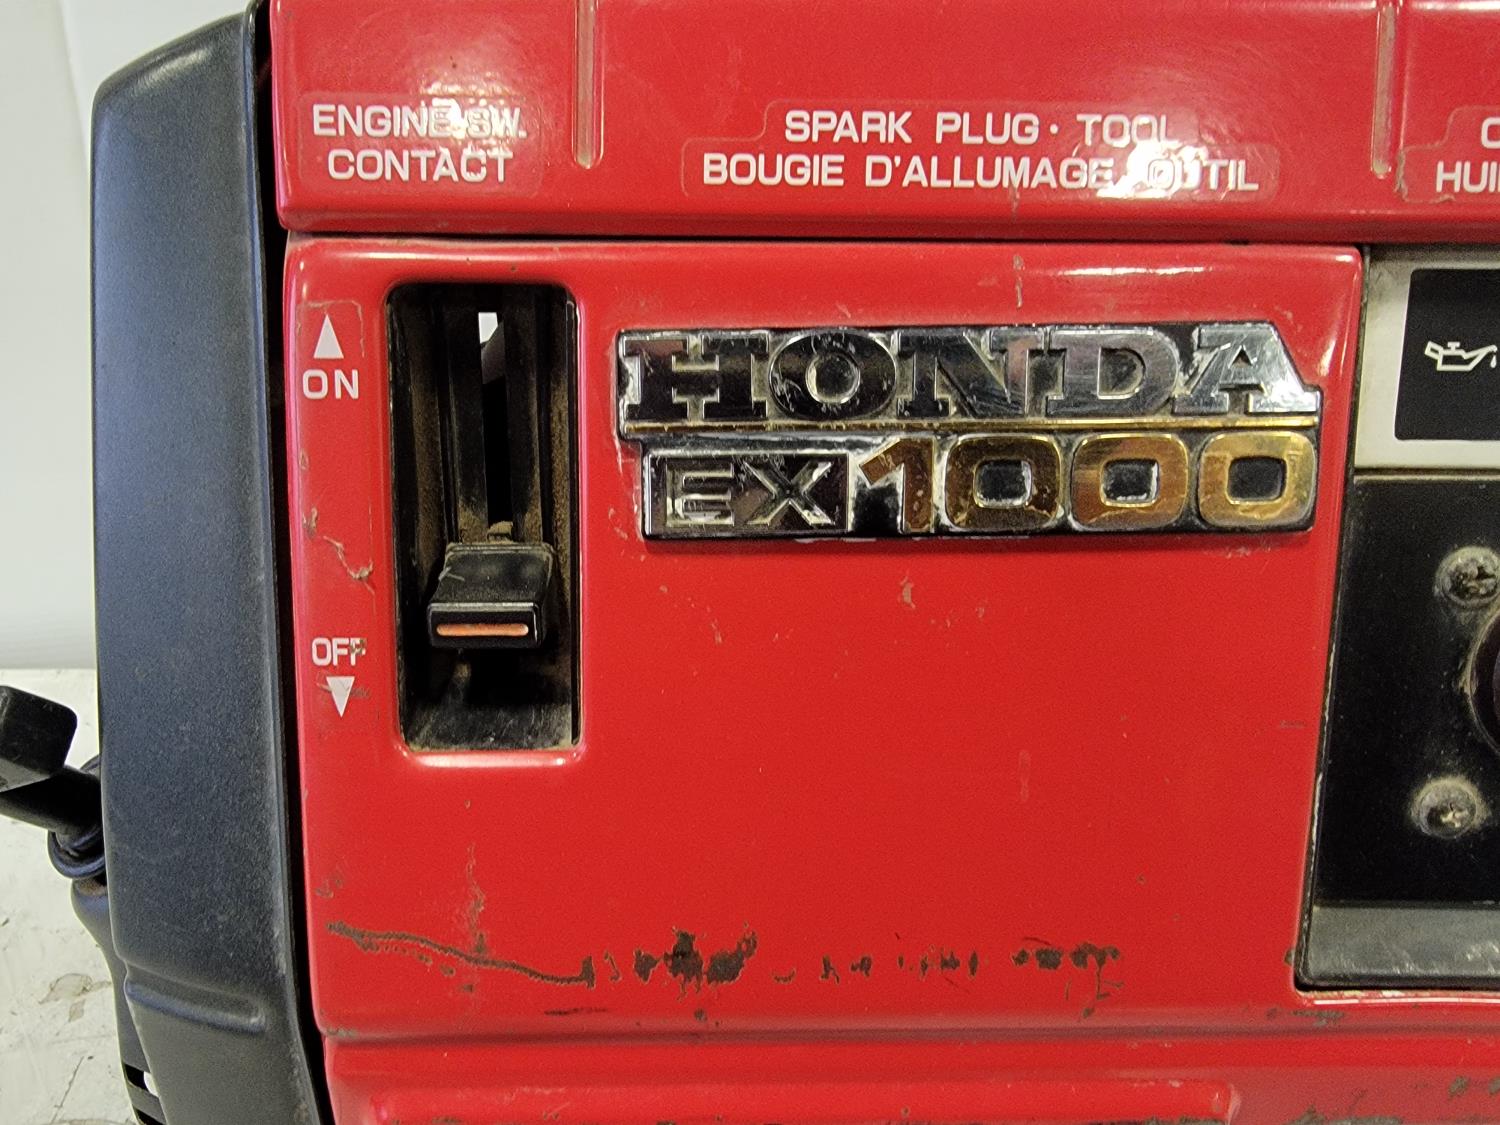 ENGINE SW.
CONTACT
SPARK PLUG · TOOL
BOUGIE D'ALLUMAGE, OUTIL
ON
OFF
HONDA
EX1000